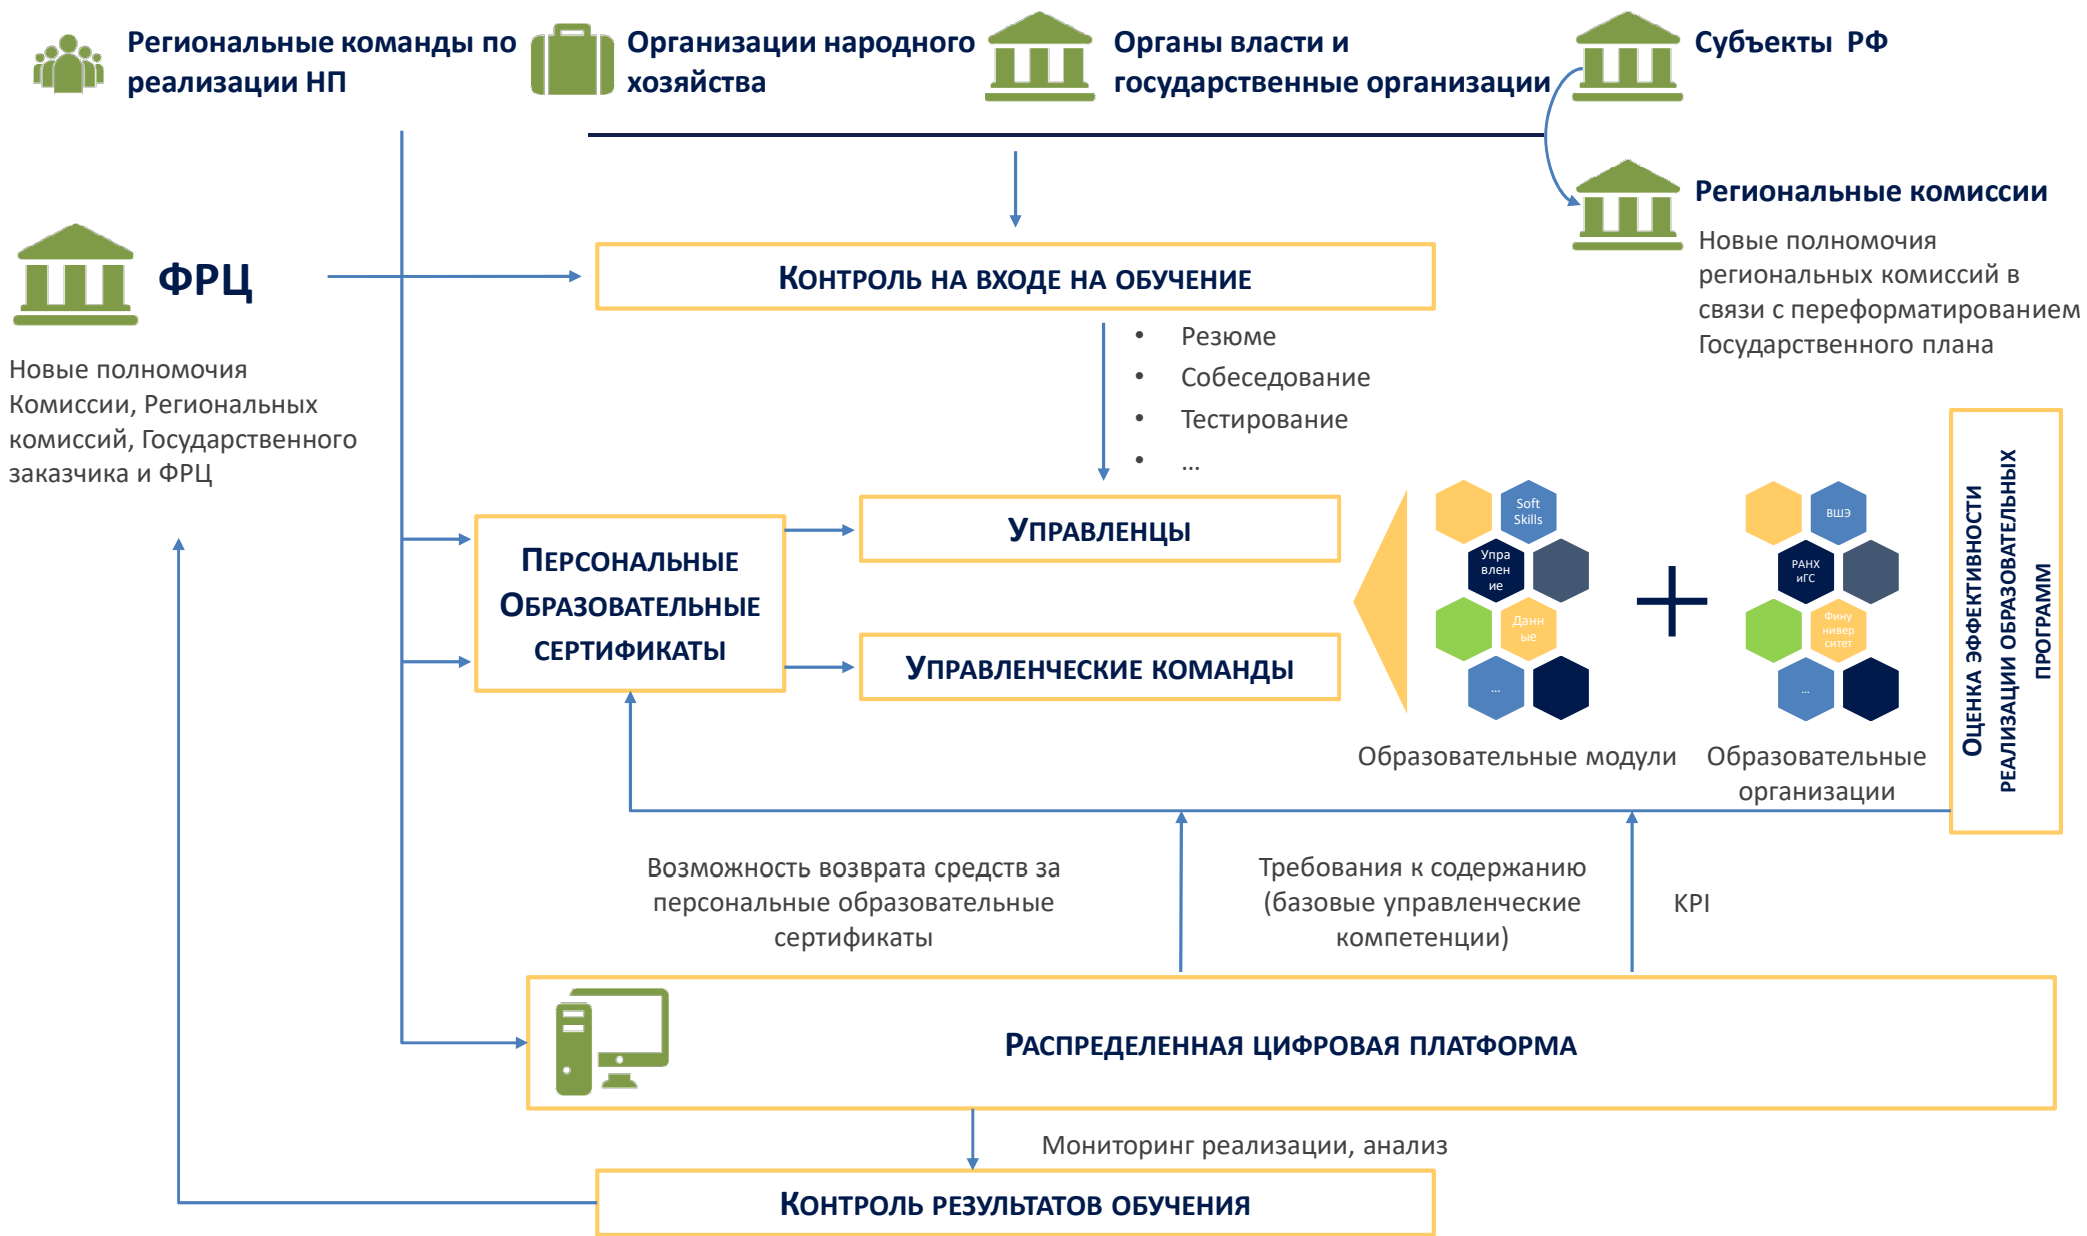 Региональные команды по
реализации НП
Организации народного
хозяйства
Органы власти и
государственные организации
Субъекты РФ
Региональные комиссии
Новые полномочия
региональных комиссий в
связи с переформатированием
Государственного плана
ФРЦ
Новые полномочия
Комиссии, Региональных
комиссий, Государственного
заказчика и ФРЦ
КОНТРОЛЬ НА ВХОДЕ НА ОБУЧЕНИЕ
• Резюме
• Собеседование
• Тестирование
• ...
ПЕРСОНАЛЬНЫЕ
ОБРАЗОВАТЕЛЬНЫЕ
СЕРТИФИКАТЫ
УПРАВЛЕНЦЫ
УПРАВЛЕНЧЕСКИЕ КОМАНДЫ
Soft
Skills
Упра
влен
ие
Данн
ые
...
Образовательные модули
ВШЭ
РАНХ
иГС
Фину
нивер
ситет
...
Образовательные
организации
ОЦЕНКА ЭФФЕКТИВНОСТИ
РЕАЛИЗАЦИИ ОБРАЗОВАТЕЛЬНЫХ
ПРОГРАММ
Возможность возврата средств за
персональные образовательные
сертификаты
Требования к содержанию
(базовые управленческие
компетенции)
KPI
РАСПРЕДЕЛЕННАЯ ЦИФРОВАЯ ПЛАТФОРМА
Мониторинг реализации, анализ
КОНТРОЛЬ РЕЗУЛЬТАТОВ ОБУЧЕНИЯ